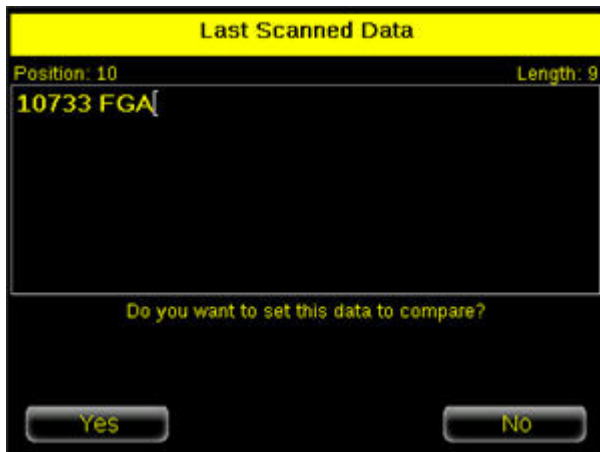 Last Scanned Data
Position: 10 Length: 9
10733 FGA
Do you want to set this data to compare?
Yes No